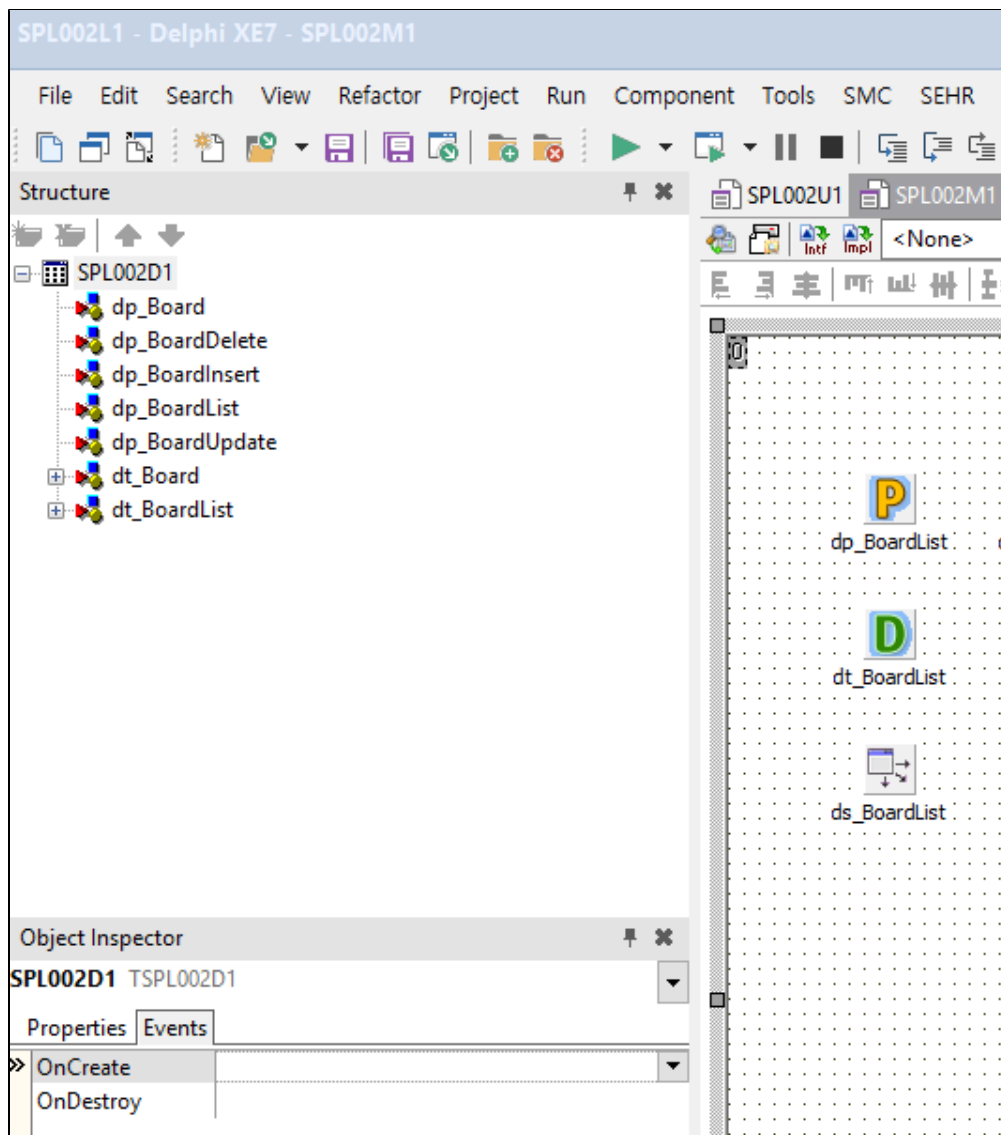 SPL002L1 - Delphi XE7 - SPL002M1
File Edit Search View Refactor Project Run Component Tools SMC SEHR
Structure
SPL002U1 SPL002M1
Intf Impl <None>
SPL002D1
dp_Board
dp_BoardDelete
dp_BoardInsert
dp_BoardList
dp_BoardUpdate
dt_Board
dt_BoardList
0
P
dp_BoardList
D
dt_BoardList
ds_BoardList
Object Inspector
SPL002D1 TSPL002D1
Properties Events
OnCreate
OnDestroy